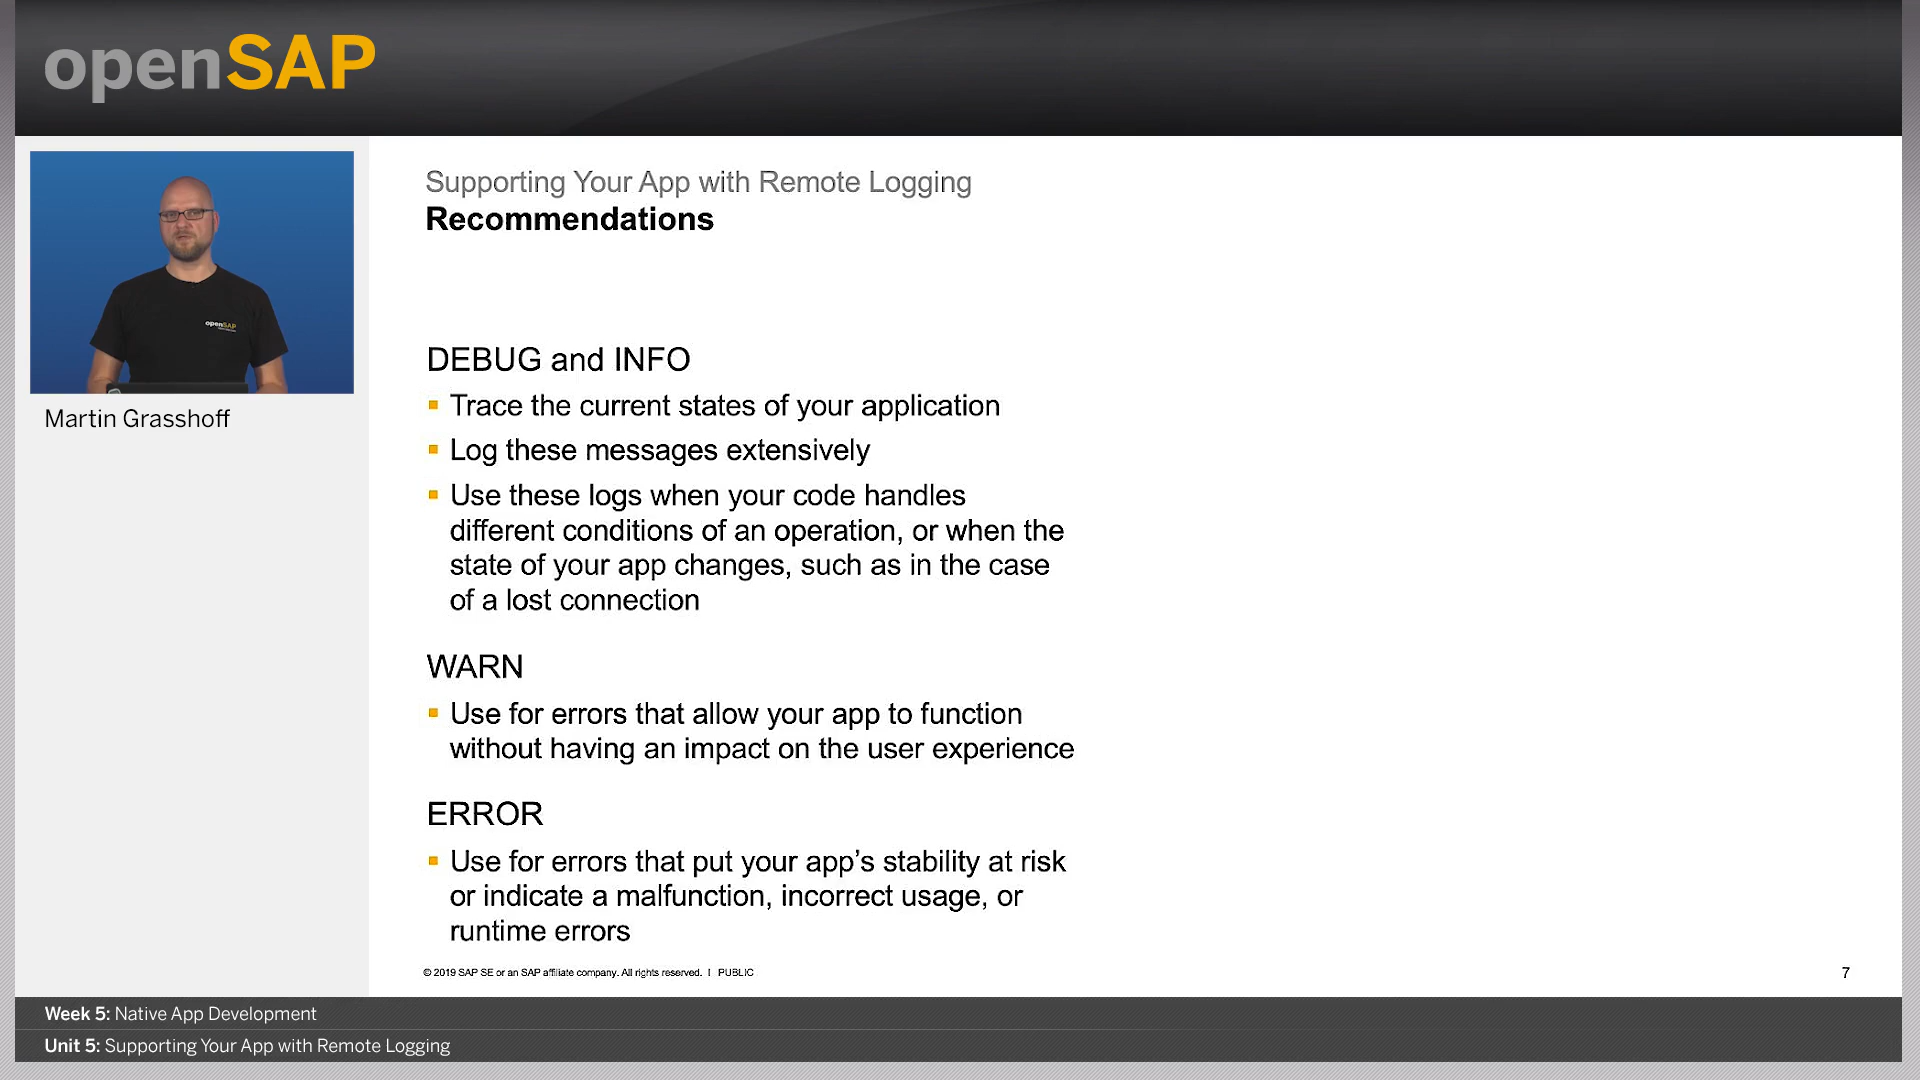 openSAP
openSAP
Martin Grasshoff
Supporting Your App with Remote Logging
Recommendations
DEBUG and INFO
Trace the current states of your application
Log these messages extensively
Use these logs when your code handles
different conditions of an operation, or when the
state of your app changes, such as in the case
of a lost connection
WARN
Use for errors that allow your app to function
without having an impact on the user experience
ERROR
Use for errors that put your app’s stability at risk
or indicate a malfunction, incorrect usage, or
runtime errors
© 2019 SAP SE or an SAP affiliate company. All rights reserved. I PUBLIC
7
Week 5: Native App Development
Unit 5: Supporting Your App with Remote Logging